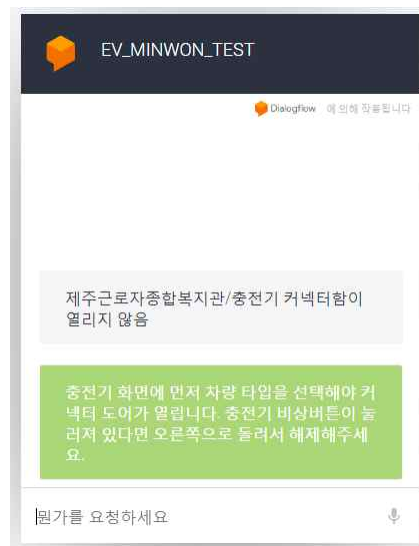 EV_MINWON_TEST
Dialogflow 에 의해 작동됩니다
제주근로자종합복지관/충전기 커넥터함이
열리지 않음
충전기 화면에 먼저 차량 타입을 선택해야 커
넥터 도어가 열립니다. 충전기 비상버튼이 눌
러져 있다면 오른쪽으로 돌려서 해제해주세
요.
뭔가를 요청하세요